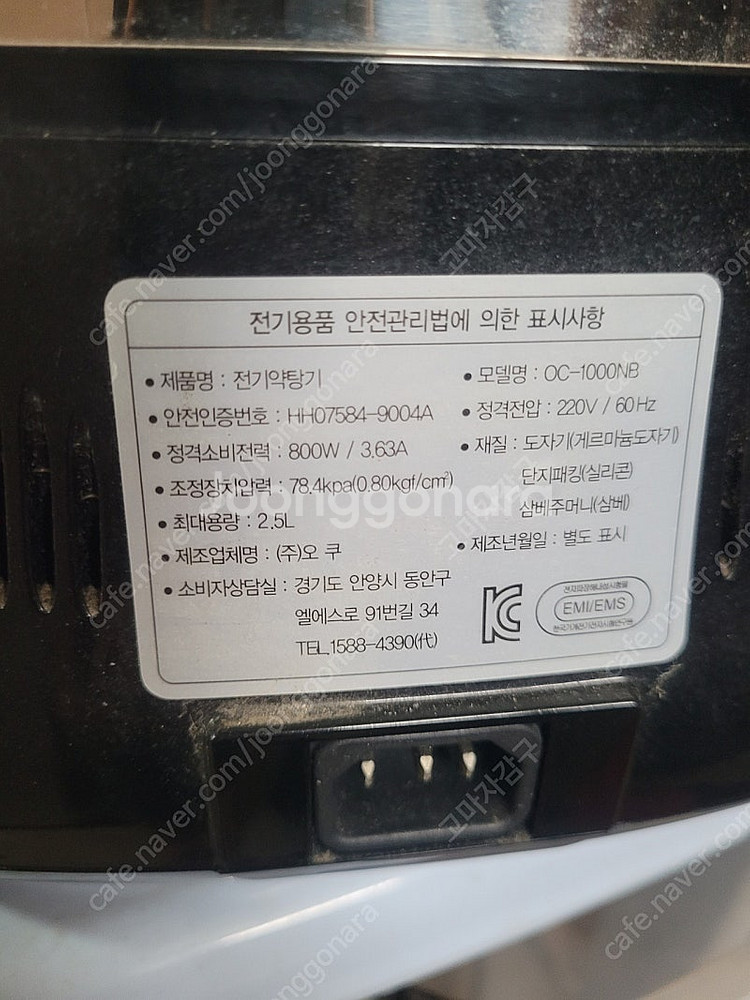 전기용품 안전관리법에 의한 표시사항
• 제품명 : 전기약탕기
• 안전인증번호 : HH07584-9004A
• 정격소비전력 : 800W / 3.63A
• 조정장치압력 : 78.4kpa(0.80kgf/cm²)
• 최대용량 : 2.5L
• 제조업체명 : (주)오 쿠
• 소비자상담실 : 경기도 안양시 동안구
엘에스로 91번길 34
TEL.1588-4390(代)
• 모델명 : OC-1000NB
• 정격전압 : 220V / 60Hz
• 재질 : 도자기(게르마늄도자기)
단지패킹(실리콘)
삼베주머니(삼베)
• 제조년월일 : 별도 표시
EMI/EMS
joonggonara
cafe.naver.com/joonggonara
고마자감구